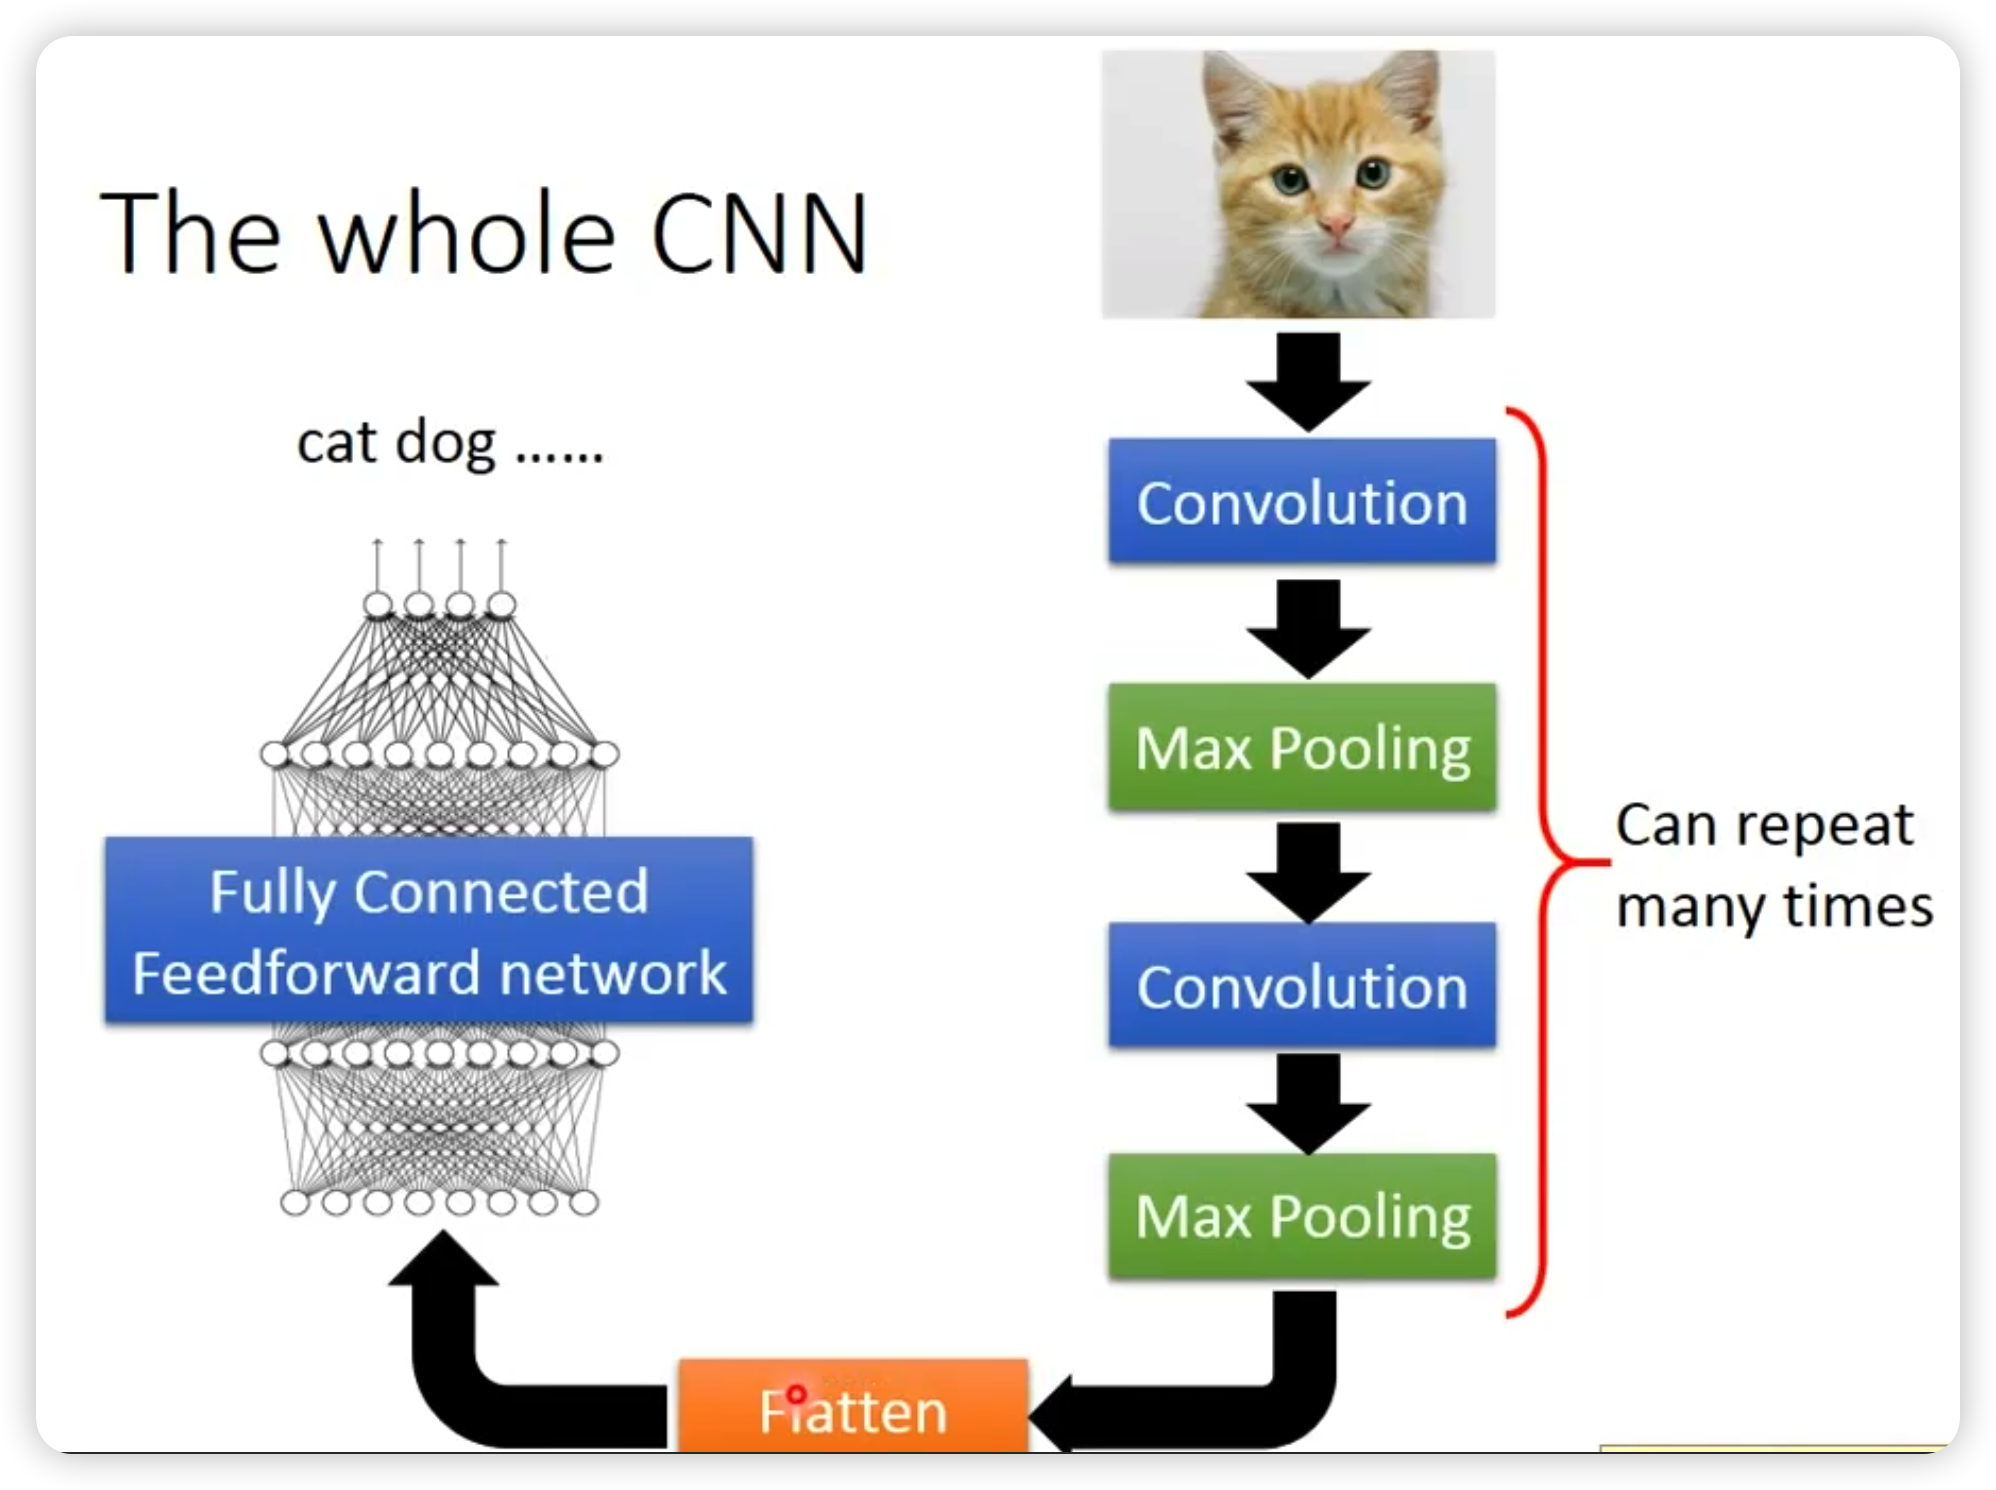 The whole CNN
cat dog ......
Convolution
Max Pooling
Convolution
Max Pooling
Can repeat
many times
Flatten
Fully Connected
Feedforward network